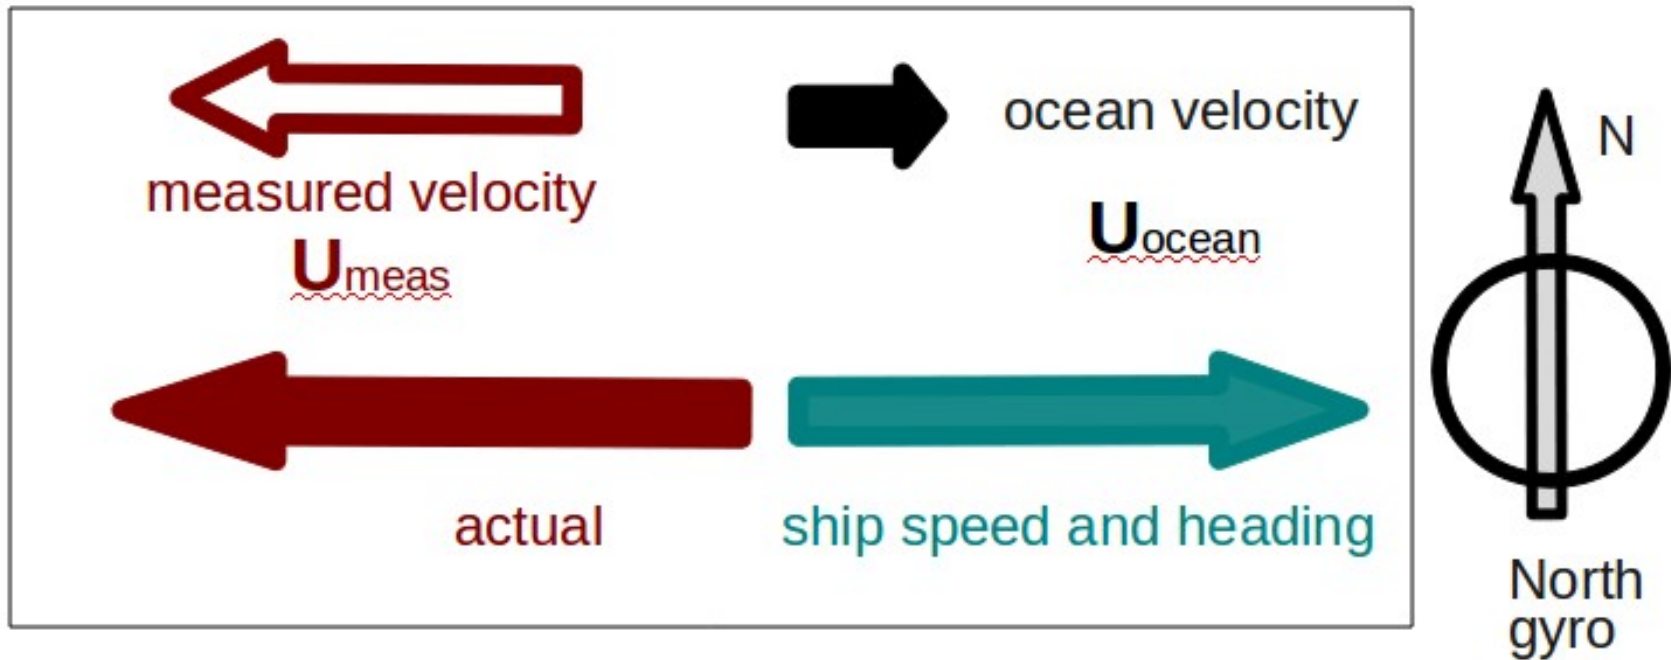 ocean velocity
measured velocity
Umeas
Uocean
actual
ship speed and heading
N
North
gyro